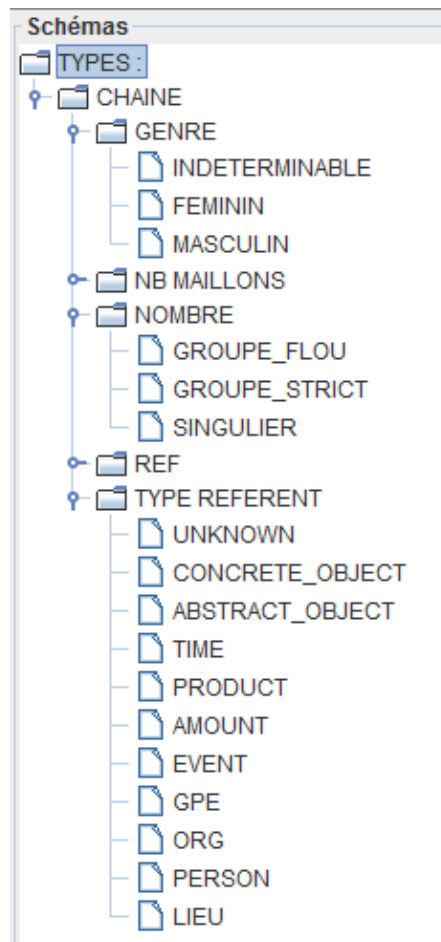 Schémas
TYPES :
CHAINE
GENRE
INDETERMINABLE
FEMININ
MASCULIN
NB MAILLONS
NOMBRE
GROUPE_FLOU
GROUPE_STRICT
SINGULIER
REF
TYPE REFERENT
UNKNOWN
CONCRETE_OBJECT
ABSTRACT_OBJECT
TIME
PRODUCT
AMOUNT
EVENT
GPE
ORG
PERSON
LIEU